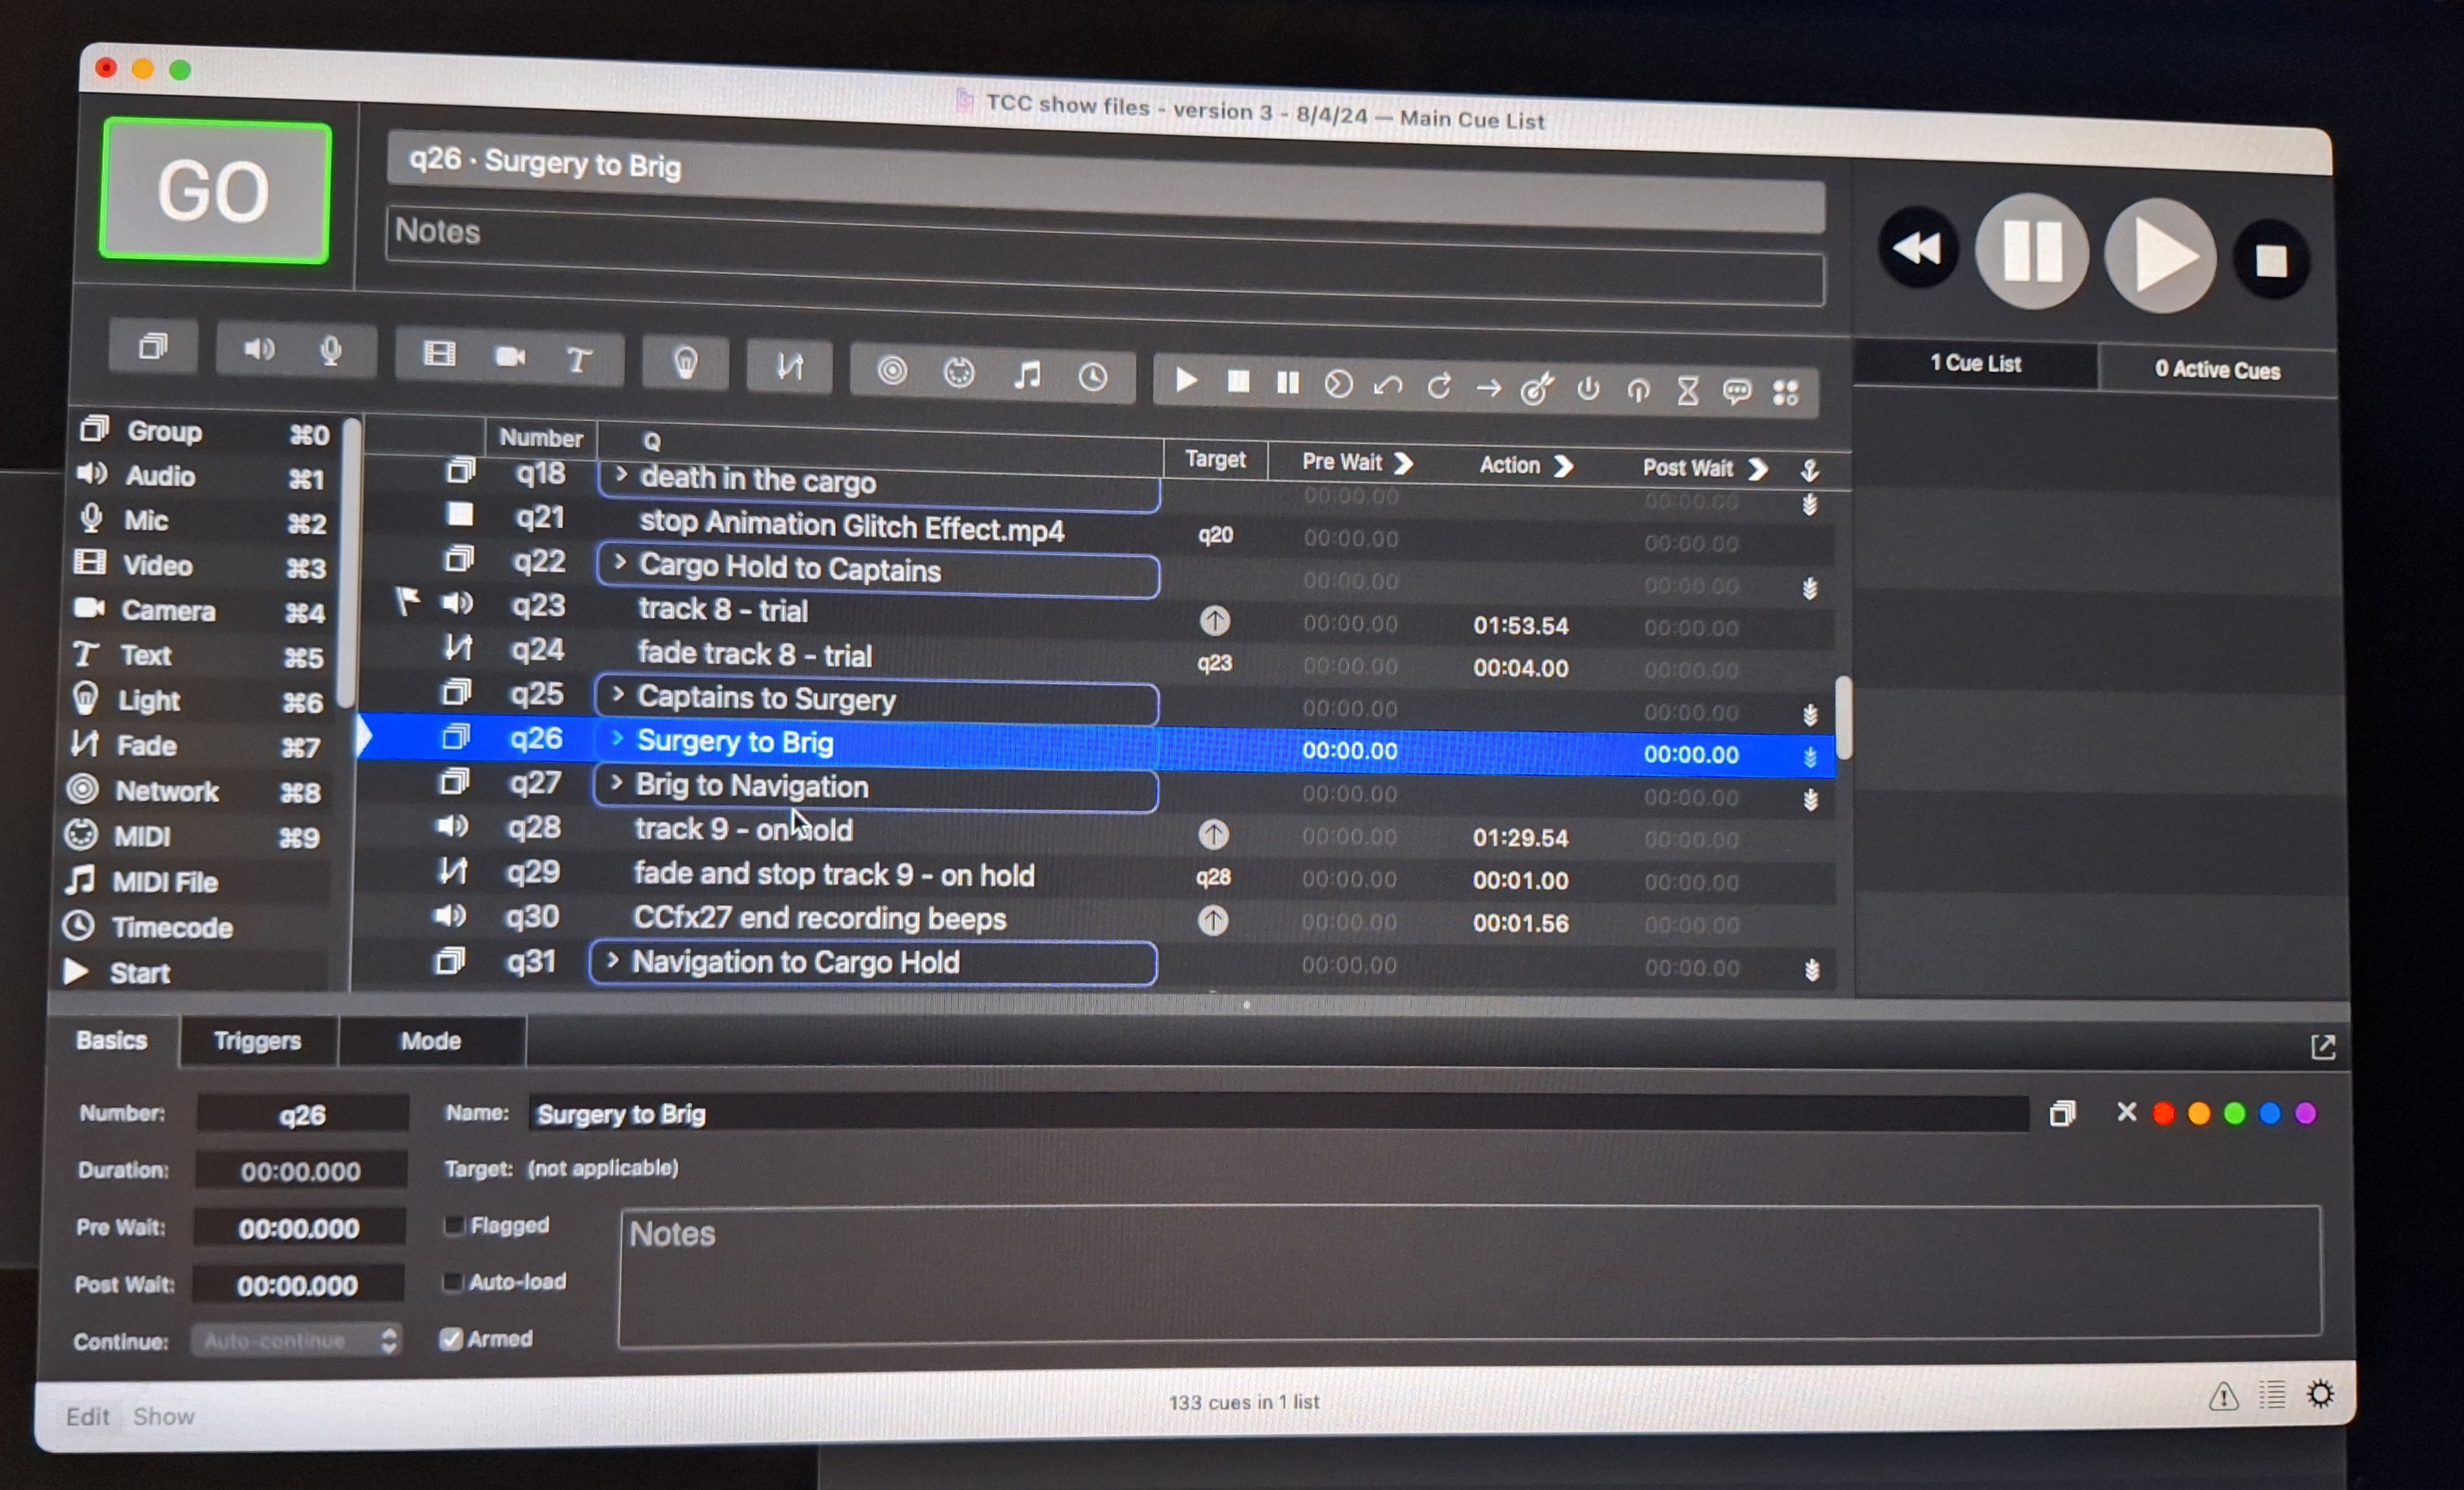 TCC show files - version 3 - 8/4/24 — Main Cue List
GO
q26 · Surgery to Brig
Notes
1 Cue List
0 Active Cues
Number Q Target Pre Wait Action Post Wait
Group ⌘0
Audio ⌘1
Mic ⌘2
Video ⌘3
Camera ⌘4
Text ⌘5
Light ⌘6
Fade ⌘7
Network ⌘8
MIDI ⌘9
MIDI File
Timecode
Start
q18 > death in the cargo 00:00.00 00:00.00
q21 stop Animation Glitch Effect.mp4 q20 00:00.00 00:00.00
q22 > Cargo Hold to Captains 00:00.00 00:00.00
q23 track 8 - trial 00:00.00 01:53.54 00:00.00
q24 fade track 8 - trial q23 00:00.00 00:04.00 00:00.00
q25 > Captains to Surgery 00:00.00 00:00.00
q26 > Surgery to Brig 00:00.00 00:00.00
q27 > Brig to Navigation 00:00.00 00:00.00
q28 track 9 - on hold 00:00.00 01:29.54 00:00.00
q29 fade and stop track 9 - on hold q28 00:00.00 00:01.00 00:00.00
q30 CCfx27 end recording beeps 00:00.00 00:01.56 00:00.00
q31 > Navigation to Cargo Hold 00:00.00 00:00.00
Basics Triggers Mode
Number: q26 Name: Surgery to Brig
Duration: 00:00.000 Target: (not applicable)
Pre Wait: 00:00.000 Flagged Notes
Post Wait: 00:00.000 Auto-load
Continue: Auto-continue Armed
Edit Show 133 cues in 1 list